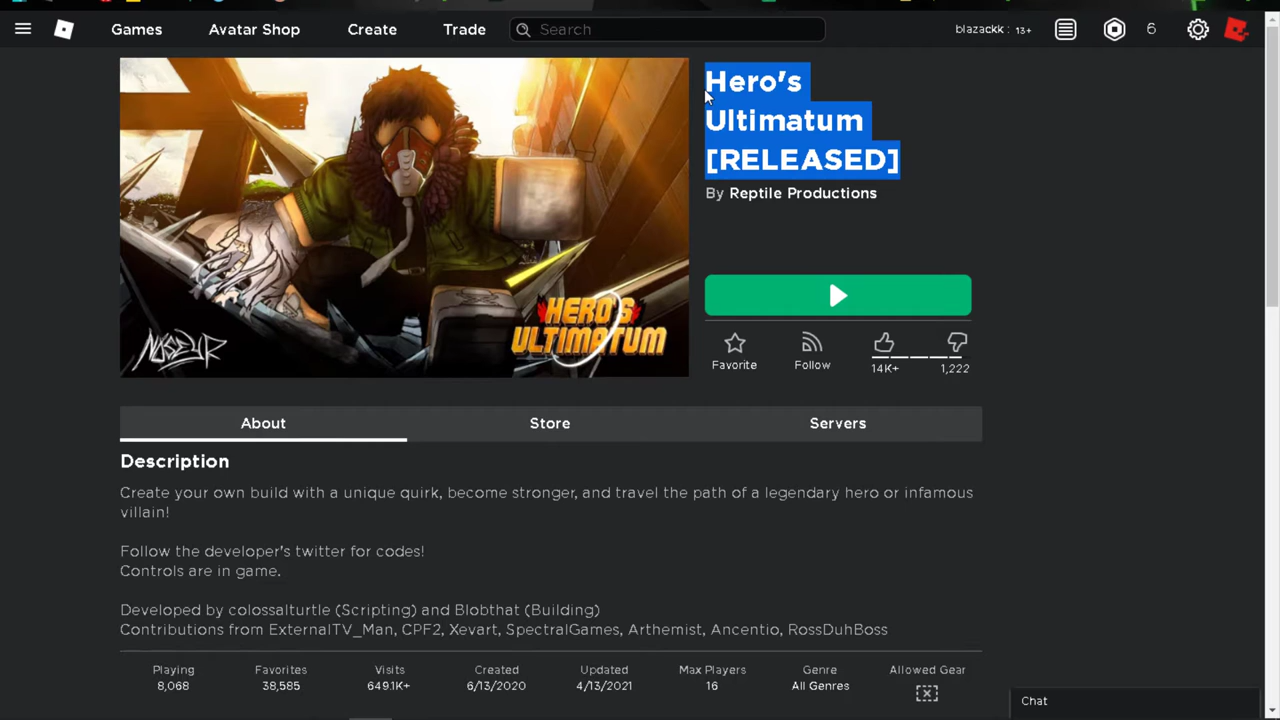 Games
Avatar Shop
Create
Trade
Search
blazackk : 13+
6
Hero's
Ultimatum
[RELEASED]
By Reptile Productions
HERO'S
ULTIMATUM
Favorite
Follow
14K+
1,222
About
Store
Servers
Description
Create your own build with a unique quirk, become stronger, and travel the path of a legendary hero or infamous
villain!
Follow the developer's twitter for codes!
Controls are in game.
Developed by colossalturtle (Scripting) and Blobthat (Building)
Contributions from ExternalTV_Man, CPF2, Xevart, SpectralGames, Arthemist, Ancentio, RossDuhBoss
Playing
Favorites
Visits
Created
Updated
Max Players
Genre
Allowed Gear
8,068
38,585
649.1K+
6/13/2020
4/13/2021
16
All Genres
Chat